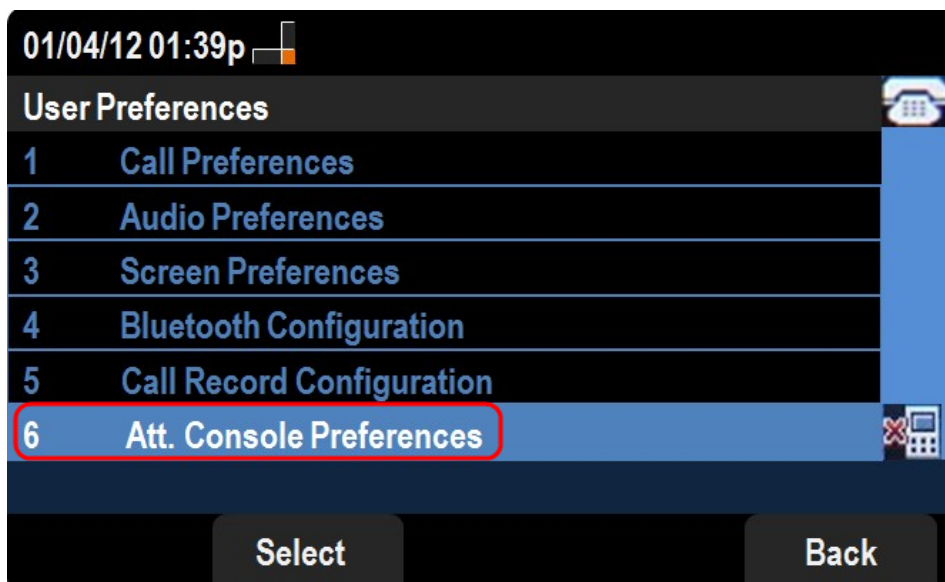 01/04/12 01:39p
User Preferences
1 Call Preferences
2 Audio Preferences
3 Screen Preferences
4 Bluetooth Configuration
5 Call Record Configuration
6 Att. Console Preferences
Select Back